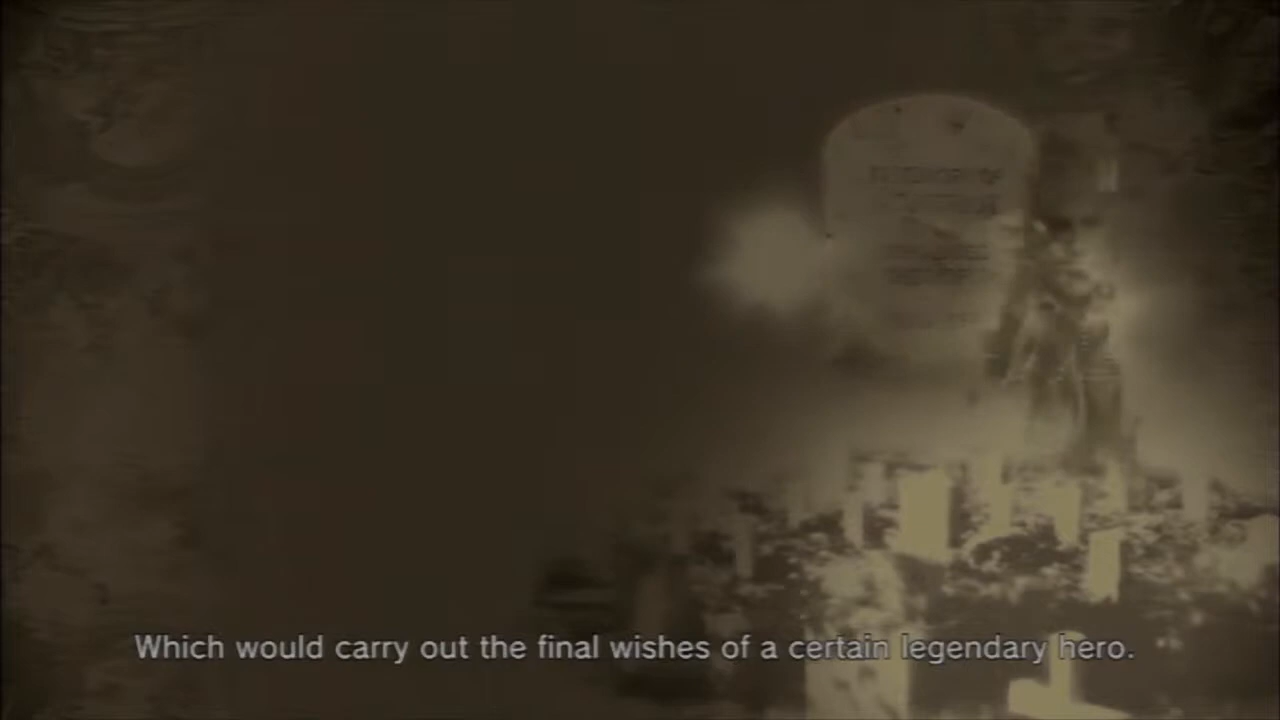 Which would carry out the final wishes of a certain legendary hero.